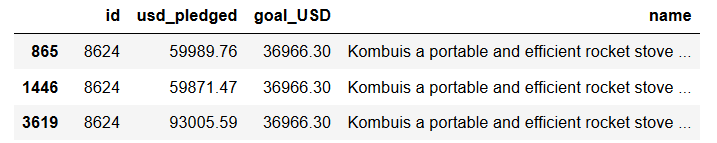 id usd_pledged goal_USD name
865 8624 59989.76 36966.30 Kombuis a portable and efficient rocket stove ...
1446 8624 59871.47 36966.30 Kombuis a portable and efficient rocket stove ...
3619 8624 93005.59 36966.30 Kombuis a portable and efficient rocket stove ...